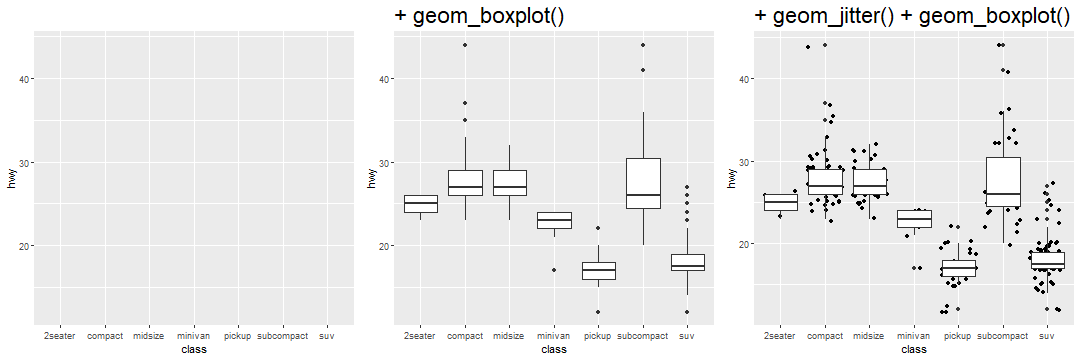 + geom_boxplot()
+ geom_jitter() + geom_boxplot()
hwy
40
30
20
2seater compact midsize minivan pickup subcompact suv
class
hwy
40
30
20
2seater compact midsize minivan pickup subcompact suv
class
hwy
40
30
20
2seater compact midsize minivan pickup subcompact suv
class